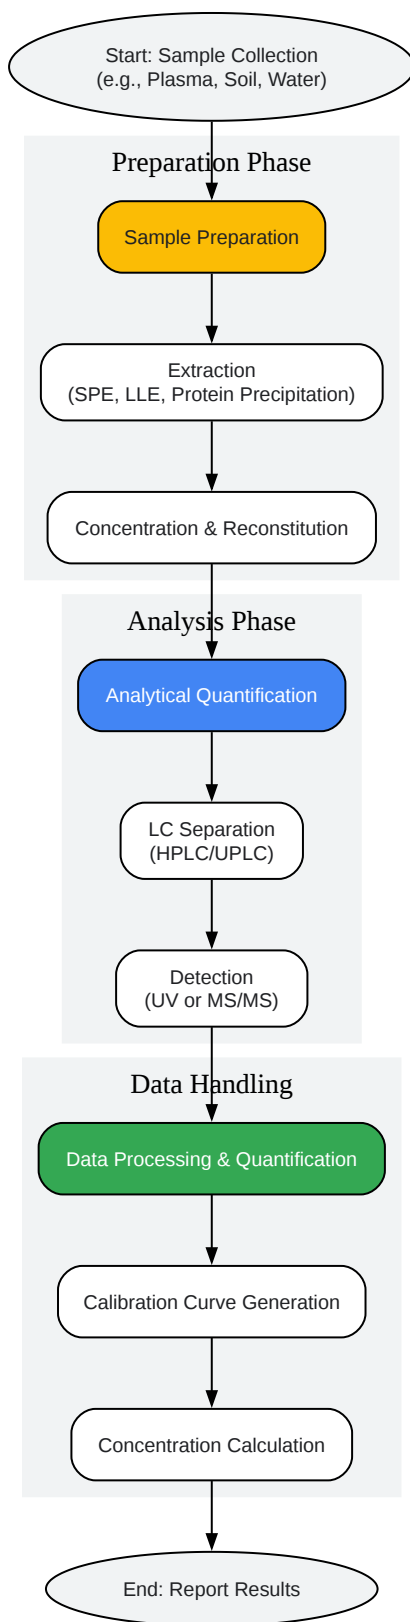 Start: Sample Collection
(e.g., Plasma, Soil, Water)
Preparation Phase
Sample Preparation
Extraction
(SPE, LLE, Protein Precipitation)
Concentration & Reconstitution
Analysis Phase
Analytical Quantification
LC Separation
(HPLC/UPLC)
Detection
(UV or MS/MS)
Data Handling
Data Processing & Quantification
Calibration Curve Generation
Concentration Calculation
End: Report Results